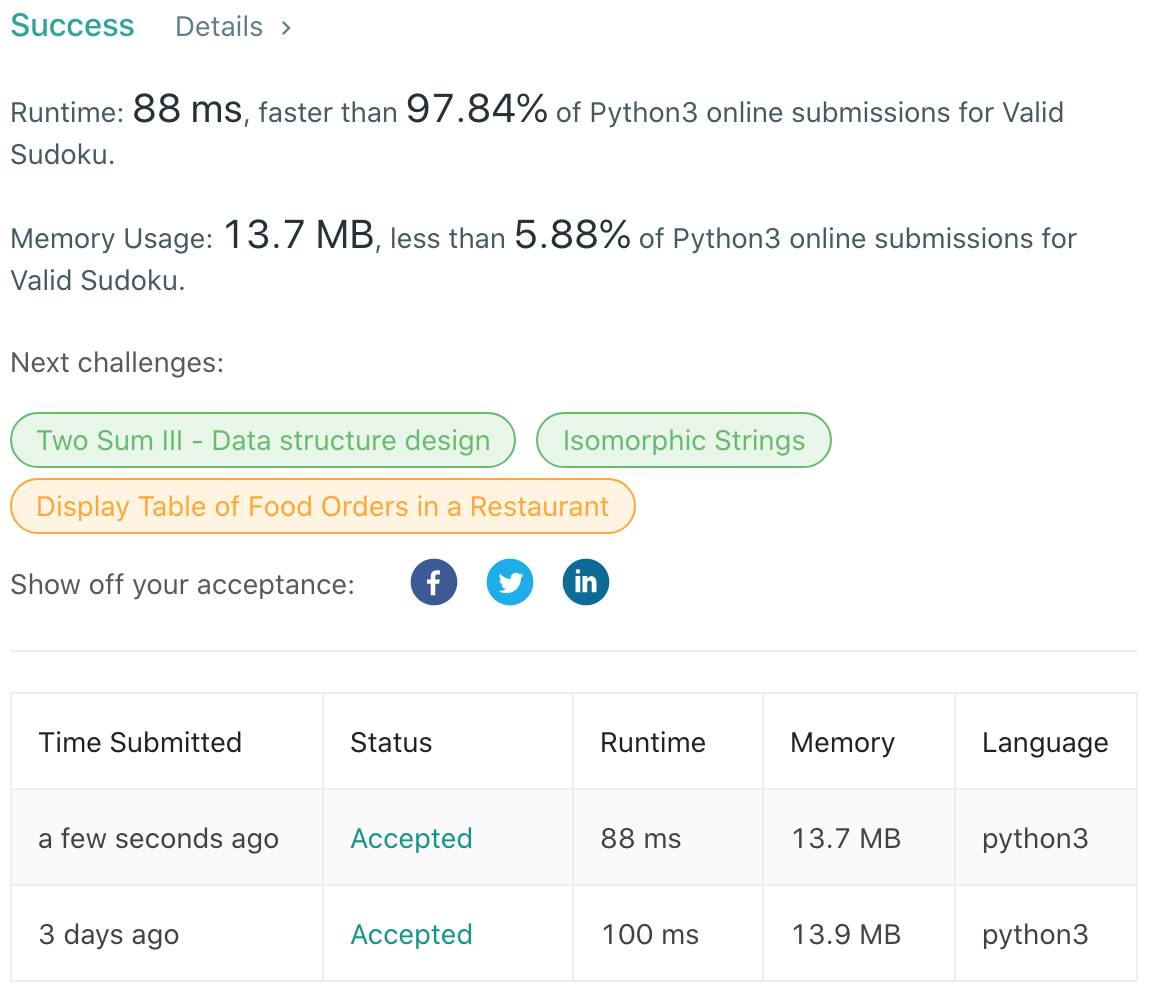 Success Details >
Runtime: 88 ms, faster than 97.84% of Python3 online submissions for Valid
Sudoku.
Memory Usage: 13.7 MB, less than 5.88% of Python3 online submissions for
Valid Sudoku.
Next challenges:
Two Sum III - Data structure design Isomorphic Strings
Display Table of Food Orders in a Restaurant
Show off your acceptance: f in
Time Submitted Status Runtime Memory Language
a few seconds ago Accepted 88 ms 13.7 MB python3
3 days ago Accepted 100 ms 13.9 MB python3